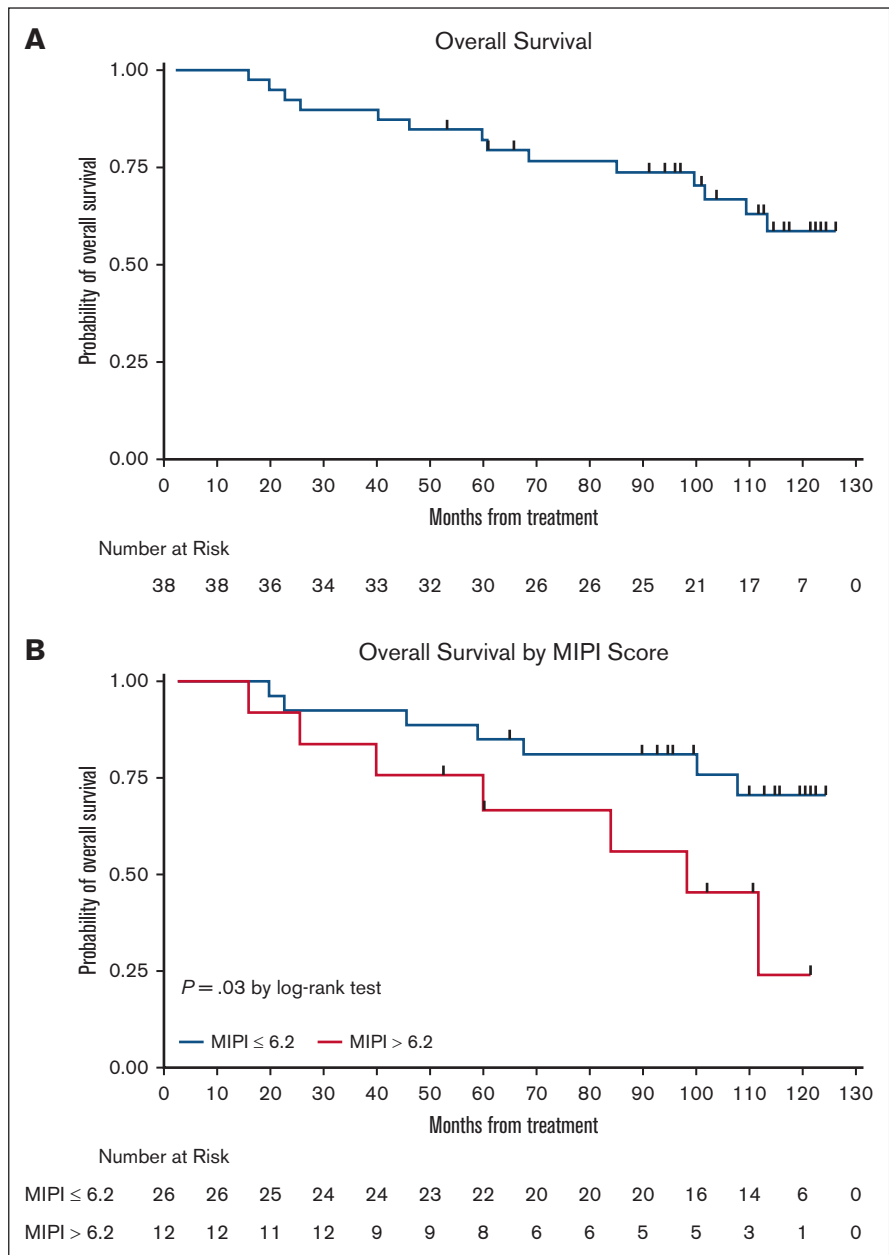 A
Overall Survival
1.00
0.75
0.50
0.25
0.00
Probability of overall survival
0 10 20 30 40 50 60 70 80 90 100 110 120 130
Months from treatment
Number at Risk
38 38 36 34 33 32 30 26 26 25 21 17 7 0
B
Overall Survival by MIPI Score
1.00
0.75
0.50
0.25
0.00
Probability of overall survival
P = .03 by log-rank test
MIPI ≤ 6.2 MIPI > 6.2
0 10 20 30 40 50 60 70 80 90 100 110 120 130
Months from treatment
Number at Risk
MIPI ≤ 6.2 26 26 25 24 24 23 22 20 20 20 16 14 6 0
MIPI > 6.2 12 12 11 12 9 9 8 6 6 5 5 3 1 0